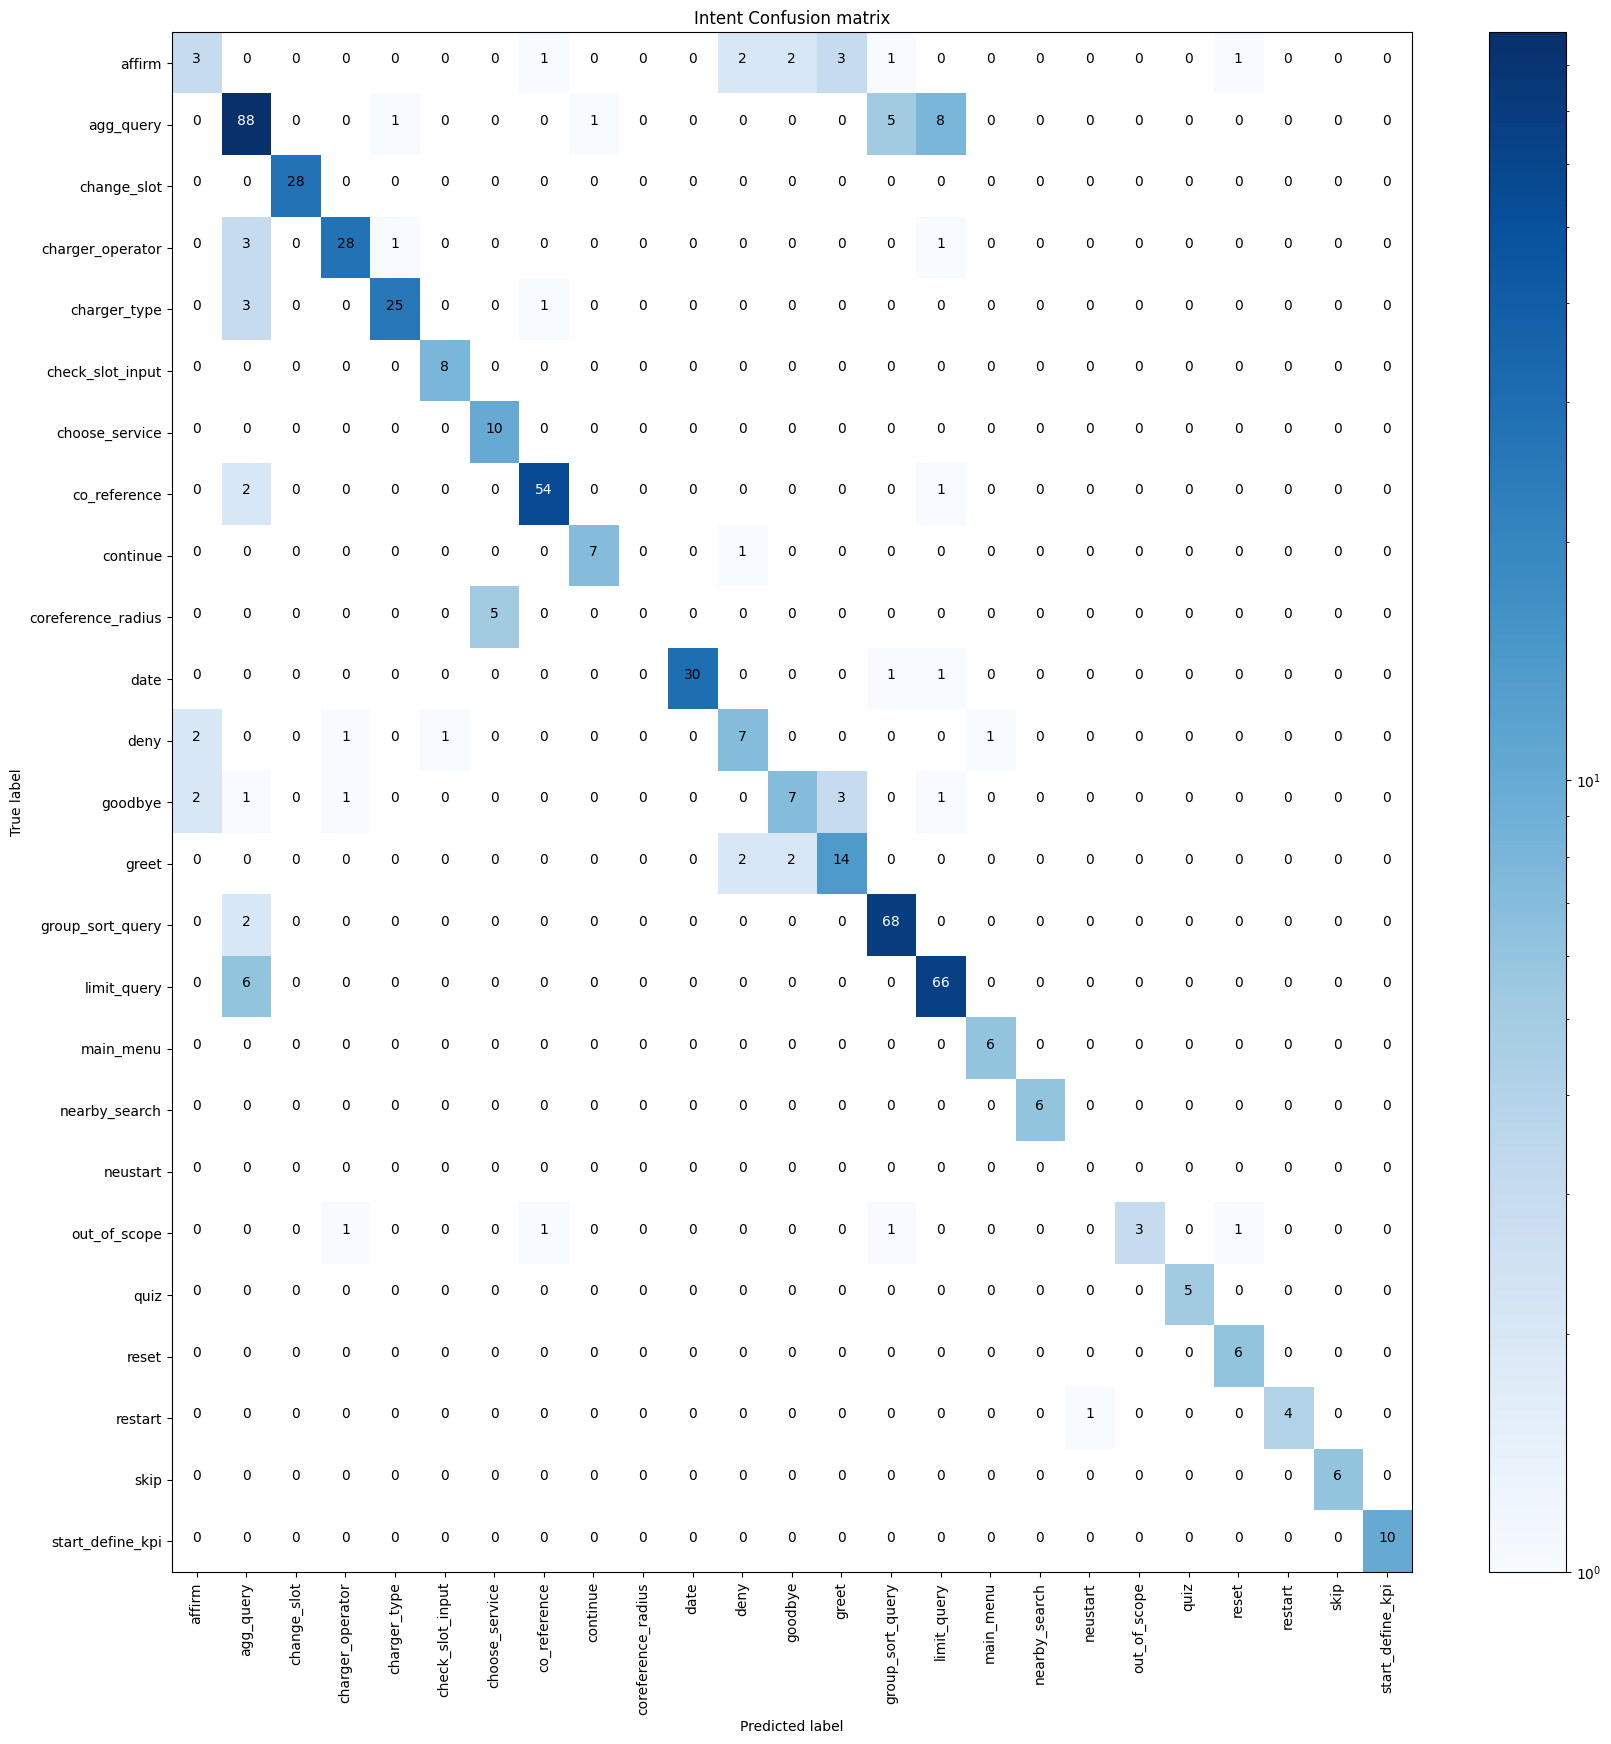 Intent Confusion matrix
affirm 3 0 0 0 0 0 0 1 0 0 0 2 2 3 1 0 0 0 0 0 0 1 0 0 0
agg_query 0 88 0 0 1 0 0 0 1 0 0 0 0 0 5 8 0 0 0 0 0 0 0 0 0
change_slot 0 0 28 0 0 0 0 0 0 0 0 0 0 0 0 0 0 0 0 0 0 0 0 0 0
charger_operator 0 3 0 28 1 0 0 0 0 0 0 0 0 0 0 1 0 0 0 0 0 0 0 0 0
charger_type 0 3 0 0 25 0 0 1 0 0 0 0 0 0 0 0 0 0 0 0 0 0 0 0 0
check_slot_input 0 0 0 0 0 8 0 0 0 0 0 0 0 0 0 0 0 0 0 0 0 0 0 0 0
choose_service 0 0 0 0 0 0 10 0 0 0 0 0 0 0 0 0 0 0 0 0 0 0 0 0 0
co_reference 0 2 0 0 0 0 0 54 0 0 0 0 0 0 0 1 0 0 0 0 0 0 0 0 0
continue 0 0 0 0 0 0 0 0 7 0 0 1 0 0 0 0 0 0 0 0 0 0 0 0 0
coreference_radius 0 0 0 0 0 0 5 0 0 0 0 0 0 0 0 0 0 0 0 0 0 0 0 0 0
date 0 0 0 0 0 0 0 0 0 0 30 0 0 0 1 1 0 0 0 0 0 0 0 0 0
deny 2 0 0 1 0 1 0 0 0 0 0 7 0 0 0 0 1 0 0 0 0 0 0 0 0
goodbye 2 1 0 1 0 0 0 0 0 0 0 0 7 3 0 1 0 0 0 0 0 0 0 0 0
greet 0 0 0 0 0 0 0 0 0 0 0 2 2 14 0 0 0 0 0 0 0 0 0 0 0
group_sort_query 0 2 0 0 0 0 0 0 0 0 0 0 0 0 68 0 0 0 0 0 0 0 0 0 0
limit_query 0 6 0 0 0 0 0 0 0 0 0 0 0 0 0 66 0 0 0 0 0 0 0 0 0
main_menu 0 0 0 0 0 0 0 0 0 0 0 0 0 0 0 0 6 0 0 0 0 0 0 0 0
nearby_search 0 0 0 0 0 0 0 0 0 0 0 0 0 0 0 0 0 6 0 0 0 0 0 0 0
neustart 0 0 0 0 0 0 0 0 0 0 0 0 0 0 0 0 0 0 0 0 0 0 0 0 0
out_of_scope 0 0 0 1 0 0 0 1 0 0 0 0 0 0 1 0 0 0 0 3 0 1 0 0 0
quiz 0 0 0 0 0 0 0 0 0 0 0 0 0 0 0 0 0 0 0 0 5 0 0 0 0
reset 0 0 0 0 0 0 0 0 0 0 0 0 0 0 0 0 0 0 0 0 0 6 0 0 0
restart 0 0 0 0 0 0 0 0 0 0 0 0 0 0 0 0 0 0 1 0 0 0 4 0 0
skip 0 0 0 0 0 0 0 0 0 0 0 0 0 0 0 0 0 0 0 0 0 0 0 6 0
start_define_kpi 0 0 0 0 0 0 0 0 0 0 0 0 0 0 0 0 0 0 0 0 0 0 0 0 10
True label
affirm
agg_query
change_slot
charger_operator
charger_type
check_slot_input
choose_service
co_reference
continue
coreference_radius
date
deny
goodbye
greet
group_sort_query
limit_query
main_menu
nearby_search
neustart
out_of_scope
quiz
reset
restart
skip
start_define_kpi
Predicted label
10¹
10⁰